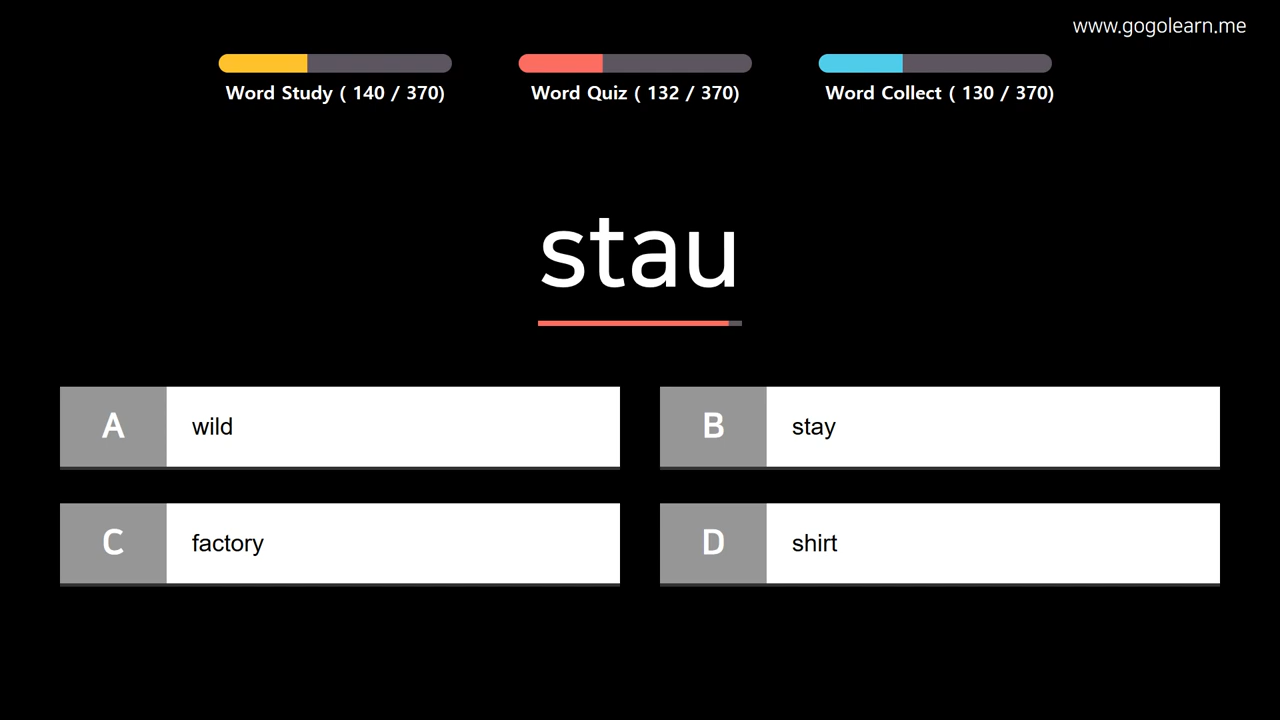 www.gogolearn.me
Word Study ( 140 / 370)
Word Quiz ( 132 / 370)
Word Collect ( 130 / 370)
stau
A wild
B stay
C factory
D shirt